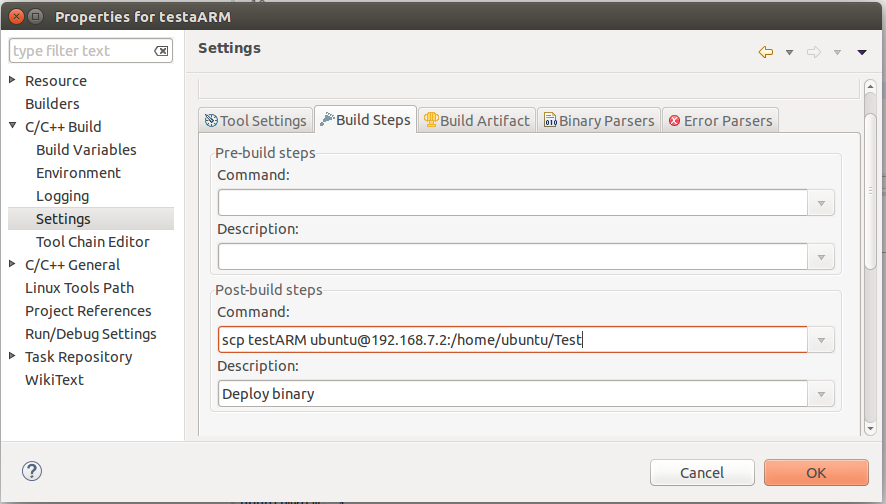 Properties for testaARM
type filter text
Settings
Resource
Builders
C/C++ Build
Build Variables
Environment
Logging
Settings
Tool Chain Editor
C/C++ General
Linux Tools Path
Project References
Run/Debug Settings
Task Repository
WikiText
Tool Settings
Build Steps
Build Artifact
Binary Parsers
Error Parsers
Pre-build steps
Command:
Description:
Post-build steps
Command:
scp testARM ubuntu@192.168.7.2:/home/ubuntu/Test
Description:
Deploy binary
?
Cancel
OK